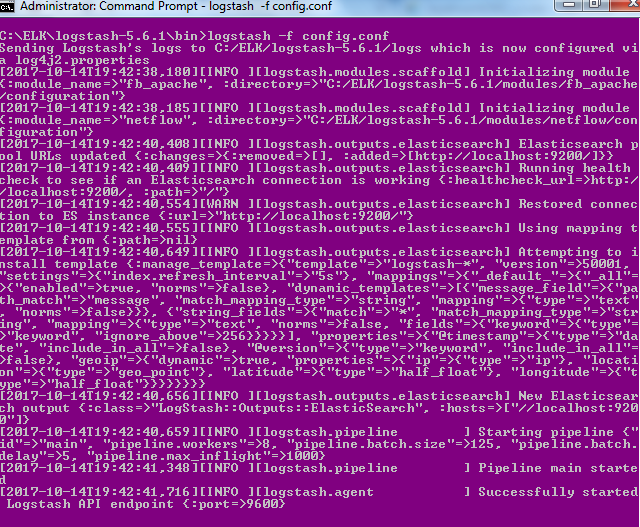 Administrator: Command Prompt - logstash  -f config.conf
C:\ELK\logstash-5.6.1\bin>logstash -f config.conf
Sending Logstash's logs to C:/ELK/logstash-5.6.1/logs which is now configured vi
a log4j2.properties
[2017-10-14T19:42:38,180][INFO ][logstash.modules.scaffold] Initializing module
{:module_name=>"fb_apache", :directory=>"C:/ELK/logstash-5.6.1/modules/fb_apache
/configuration"}
[2017-10-14T19:42:38,185][INFO ][logstash.modules.scaffold] Initializing module
{:module_name=>"netflow", :directory=>"C:/ELK/logstash-5.6.1/modules/netflow/con
figuration"}
[2017-10-14T19:42:40,408][INFO ][logstash.outputs.elasticsearch] Elasticsearch p
ool URLs updated {:changes=>{:removed=>[], :added=>[http://localhost:9200/]}}
[2017-10-14T19:42:40,409][INFO ][logstash.outputs.elasticsearch] Running health
check to see if an Elasticsearch connection is working {:healthcheck_url=>http:/
/localhost:9200/, :path=>"/"}
[2017-10-14T19:42:40,554][WARN ][logstash.outputs.elasticsearch] Restored connec
tion to ES instance {:url=>"http://localhost:9200/"}
[2017-10-14T19:42:40,555][INFO ][logstash.outputs.elasticsearch] Using mapping t
emplate from {:path=>nil}
[2017-10-14T19:42:40,649][INFO ][logstash.outputs.elasticsearch] Attempting to i
nstall template {:manage_template=>{"template"=>"logstash-*", "version"=>50001,
"settings"=>{"index.refresh_interval"=>"5s"}, "mappings"=>{"_default_"=>{"_all"=
>{"enabled"=>true, "norms"=>false}, "dynamic_templates"=>[{"message_field"=>{"pa
th_match"=>"message", "match_mapping_type"=>"string", "mapping"=>{"type"=>"text"
, "norms"=>false}}}, {"string_fields"=>{"match"=>"*", "match_mapping_type"=>"str
ing", "mapping"=>{"type"=>"text", "norms"=>false, "fields"=>{"keyword"=>{"type"=
>"keyword", "ignore_above"=>256}}}}}], "properties"=>{"@timestamp"=>{"type"=>"da
te", "include_in_all"=>false}, "@version"=>{"type"=>"keyword", "include_in_all"=
>false}, "geoip"=>{"dynamic"=>true, "properties"=>{"ip"=>{"type"=>"ip"}, "locati
on"=>{"type"=>"geo_point"}, "latitude"=>{"type"=>"half_float"}, "longitude"=>{"t
ype"=>"half_float"}}}}}}}}
[2017-10-14T19:42:40,656][INFO ][logstash.outputs.elasticsearch] New Elasticsear
ch output {:class=>"LogStash::Outputs::ElasticSearch", :hosts=>["//localhost:920
0"]}
[2017-10-14T19:42:40,659][INFO ][logstash.pipeline        ] Starting pipeline {"
id"=>"main", "pipeline.workers"=>8, "pipeline.batch.size"=>125, "pipeline.batch.
delay"=>5, "pipeline.max_inflight"=>1000}
[2017-10-14T19:42:41,348][INFO ][logstash.pipeline        ] Pipeline main starte
d
[2017-10-14T19:42:41,716][INFO ][logstash.agent           ] Successfully started
 Logstash API endpoint {:port=>9600}